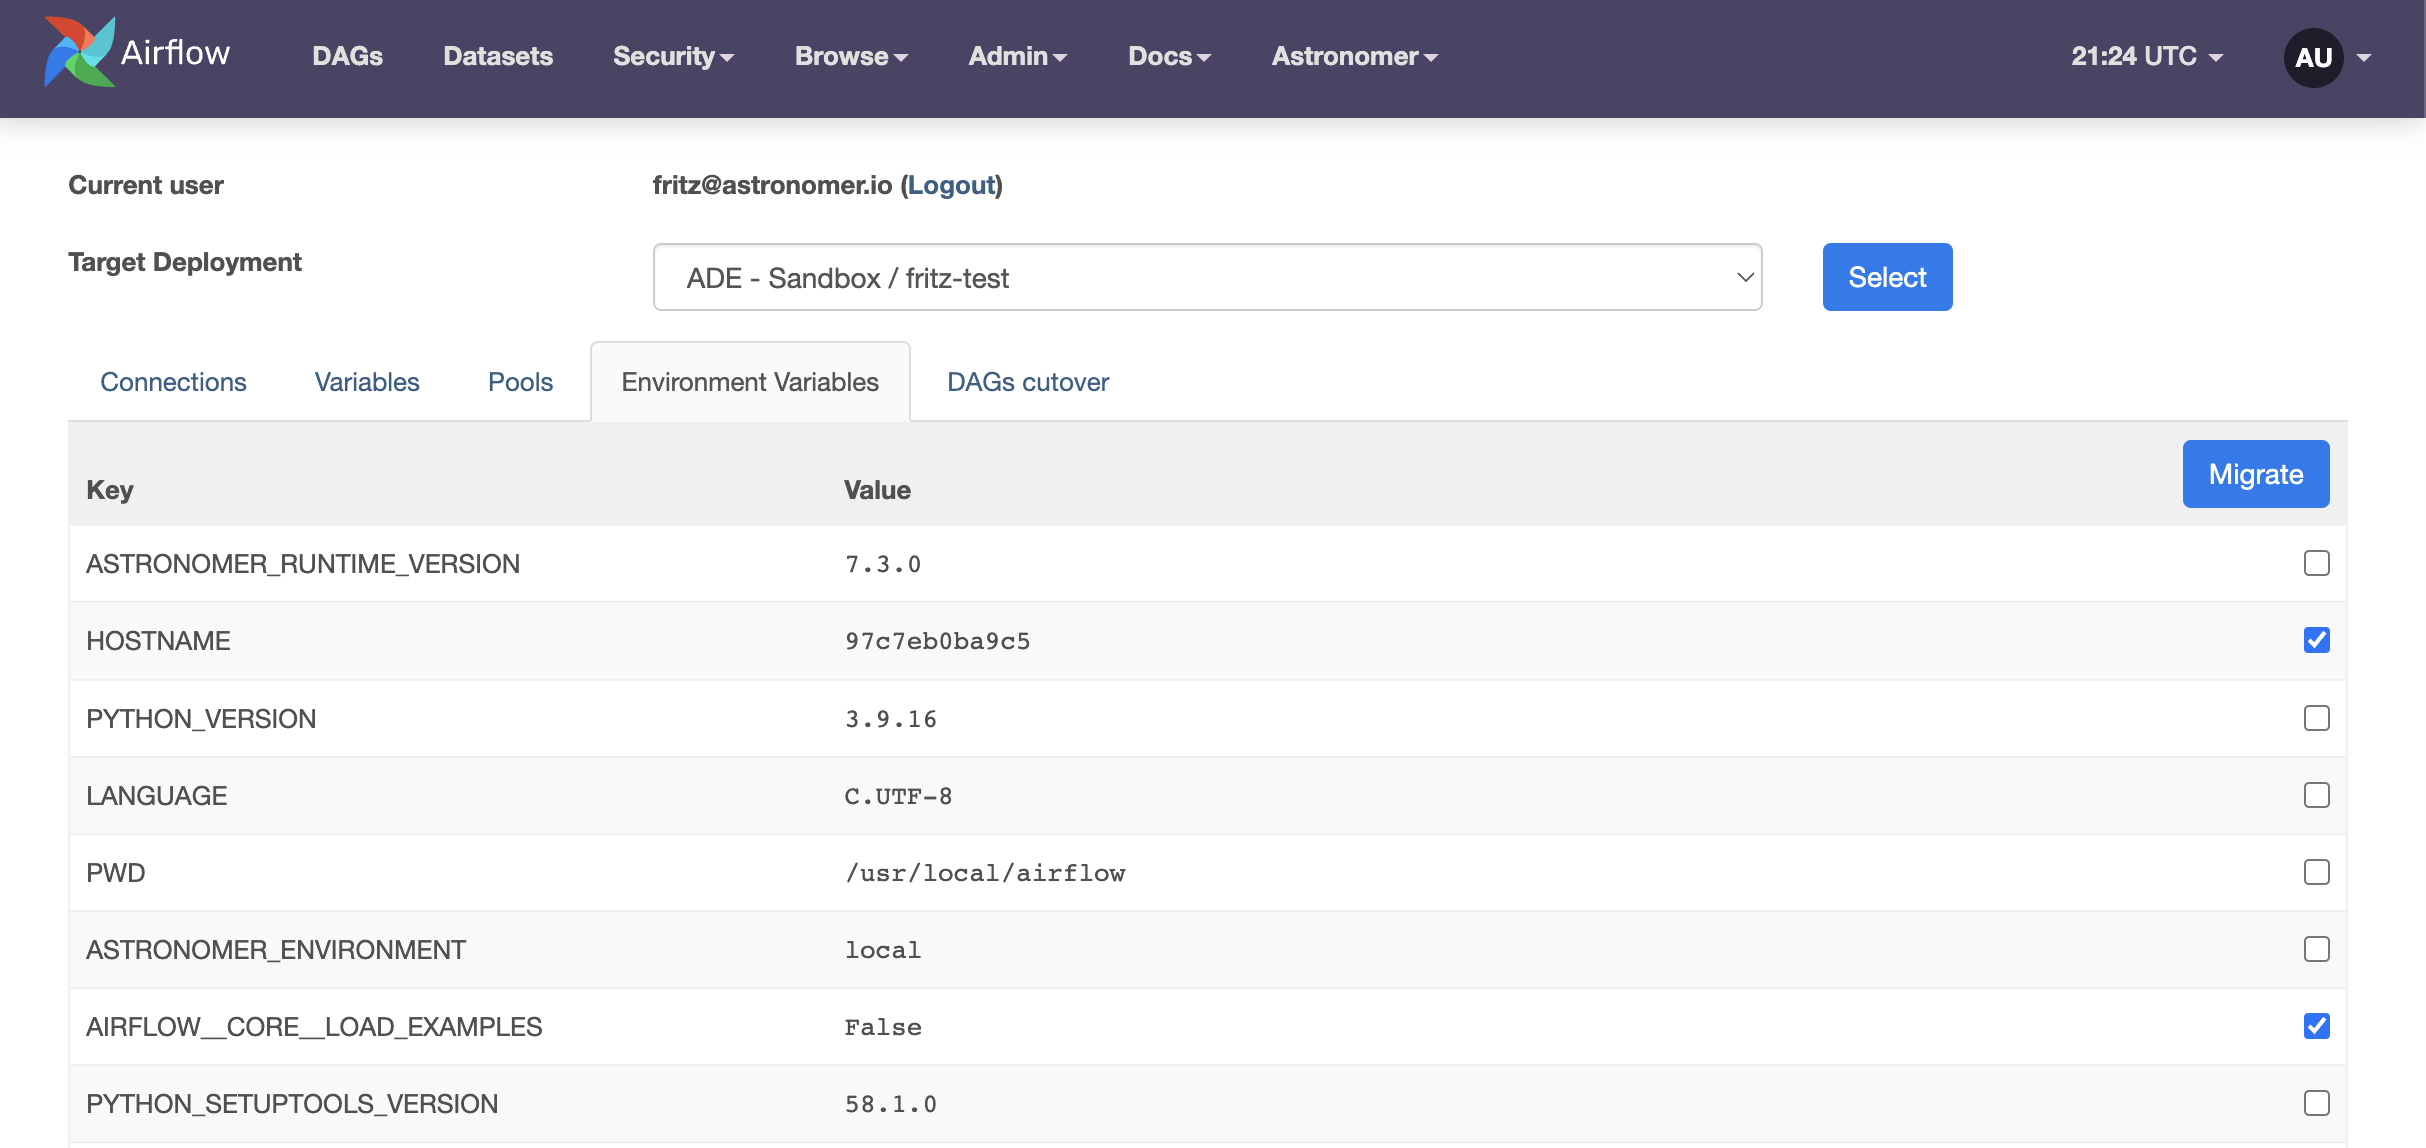 Airflow DAGs Datasets Security Browse Admin Docs Astronomer 21:24 UTC AU
Current user fritz@astronomer.io (Logout)
Target Deployment ADE - Sandbox / fritz-test Select
Connections Variables Pools Environment Variables DAGs cutover
Key Value Migrate
ASTRONOMER_RUNTIME_VERSION 7.3.0
HOSTNAME 97c7eb0ba9c5
PYTHON_VERSION 3.9.16
LANGUAGE C.UTF-8
PWD /usr/local/airflow
ASTRONOMER_ENVIRONMENT local
AIRFLOW__CORE__LOAD_EXAMPLES False
PYTHON_SETUPTOOLS_VERSION 58.1.0